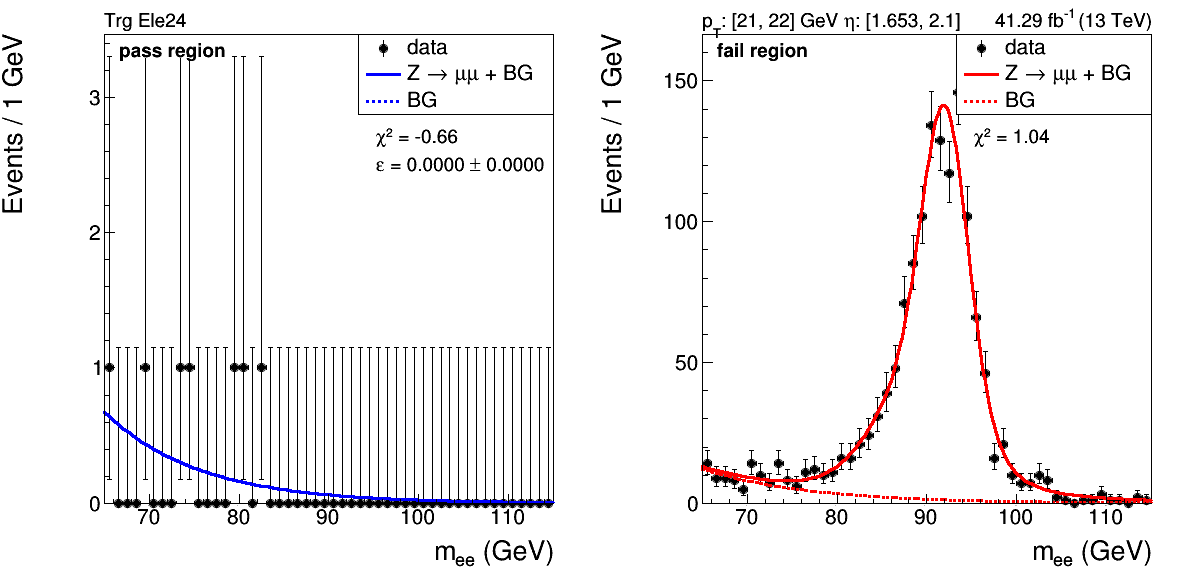 Trg Ele24
pass region
data
Z → μμ + BG
BG
χ² = -0.66
ε = 0.0000 ± 0.0000
Events / 1 GeV
3
2
1
0
70 80 90 100 110
m_ee (GeV)
p_T: [21, 22] GeV η: [1.653, 2.1] 41.29 fb⁻¹ (13 TeV)
fail region
data
Z → μμ + BG
BG
χ² = 1.04
Events / 1 GeV
150
100
50
0
70 80 90 100 110
m_ee (GeV)